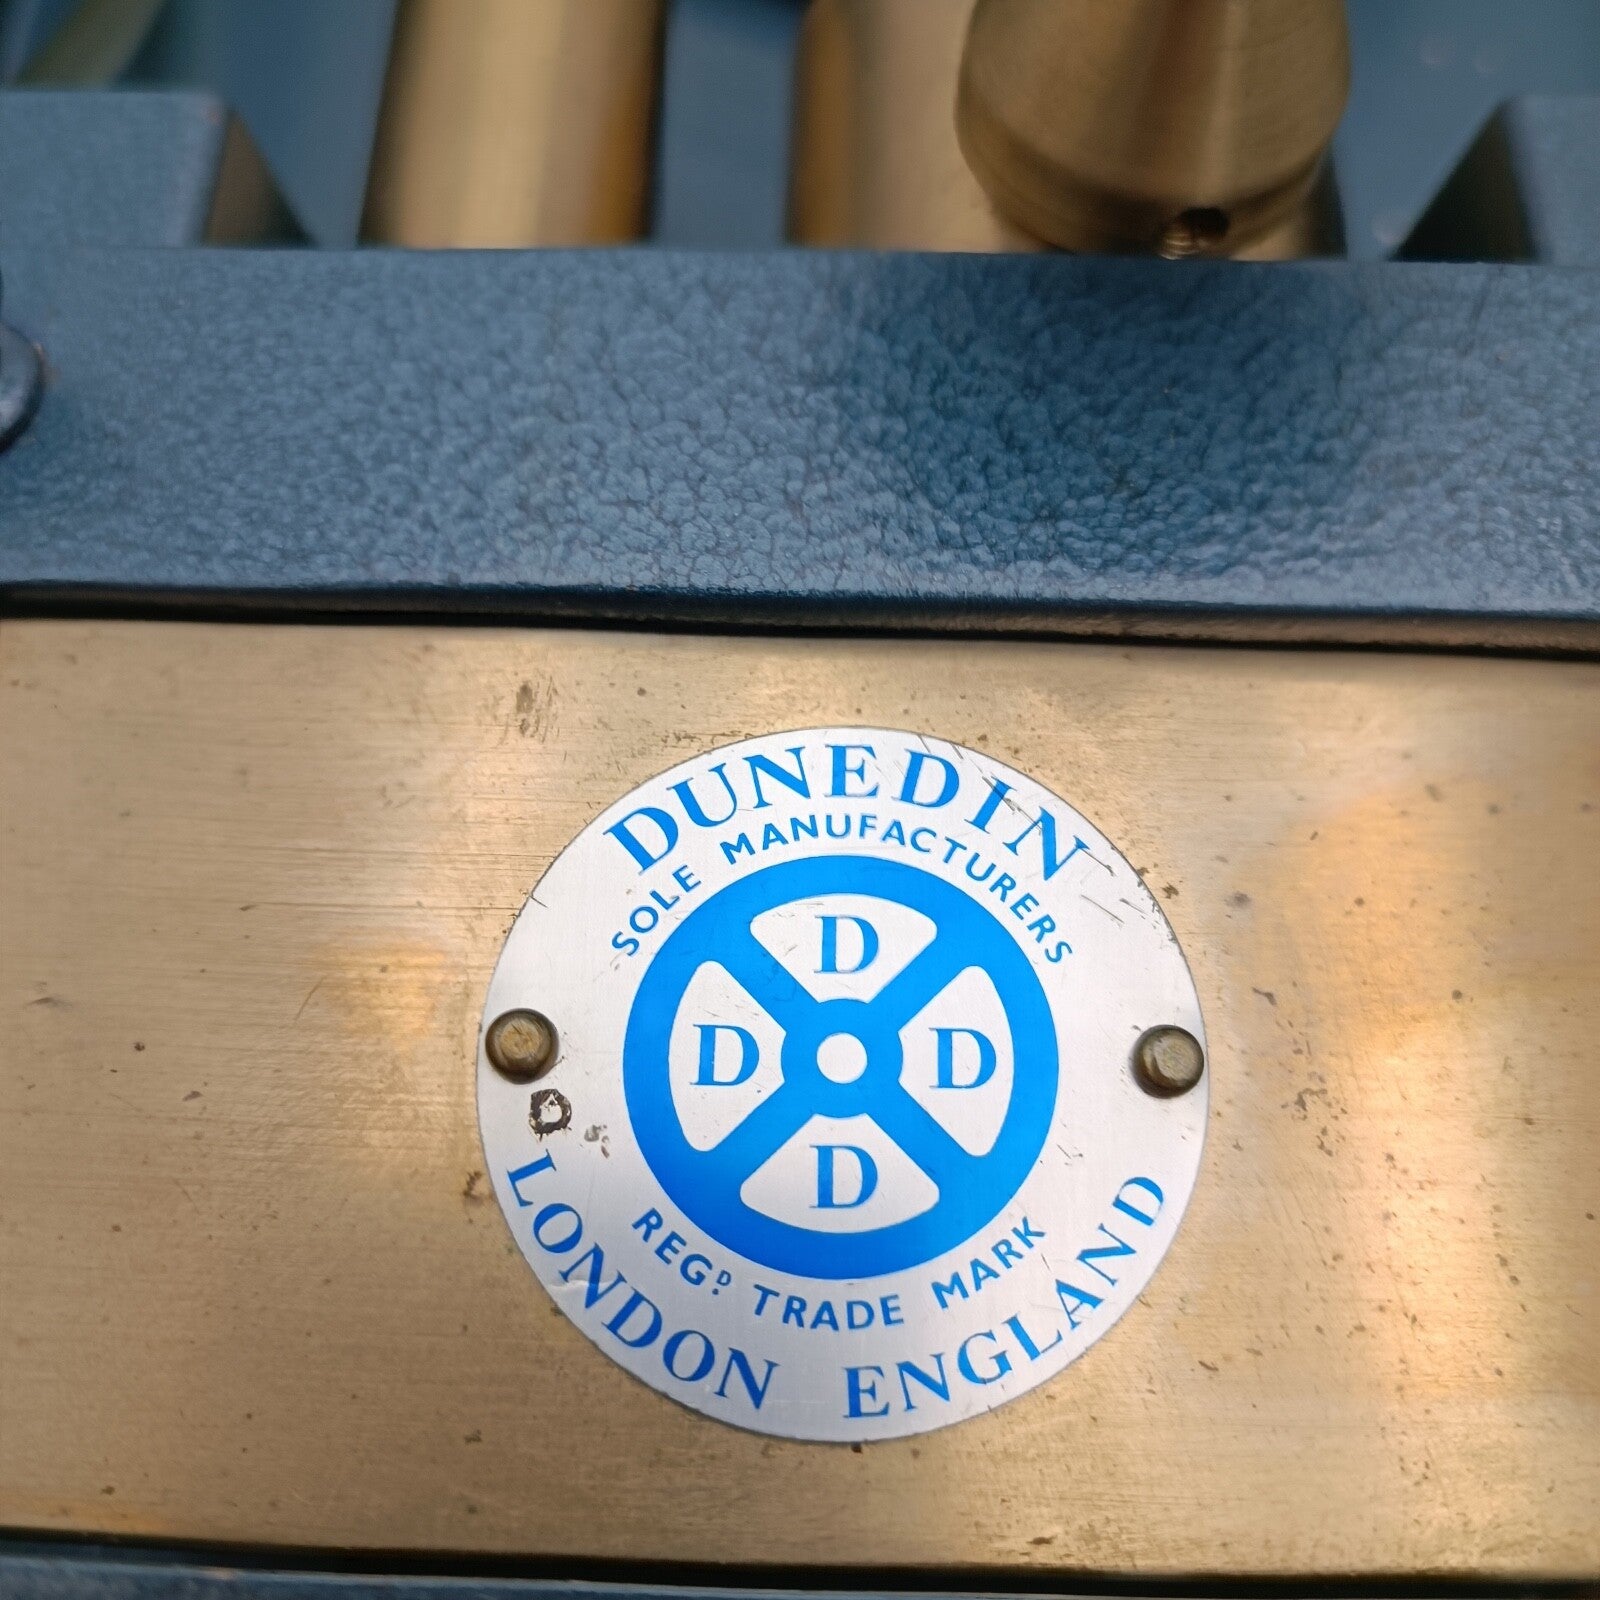 DUNEDIN
SOLE MANUFACTURERS
D
D D
D
REGD. TRADE MARK
LONDON ENGLAND